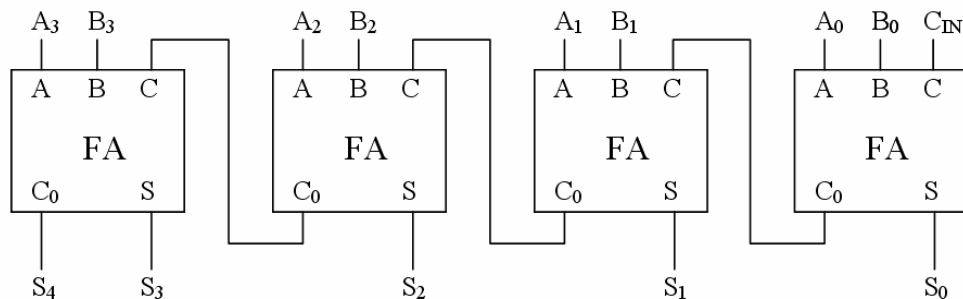 A₃ B₃ A₂ B₂ A₁ B₁ A₀ B₀ C_IN
A B C A B C A B C A B C
FA FA FA FA
C₀ S C₀ S C₀ S C₀ S
S₄ S₃ S₂ S₁ S₀